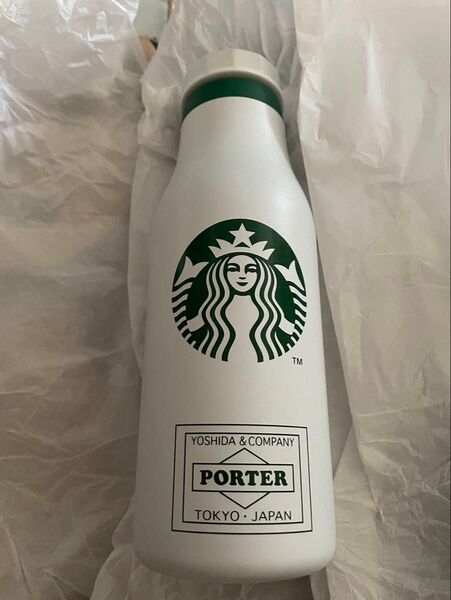 TM
YOSHIDA & COMPANY
PORTER
TOKYO · JAPAN